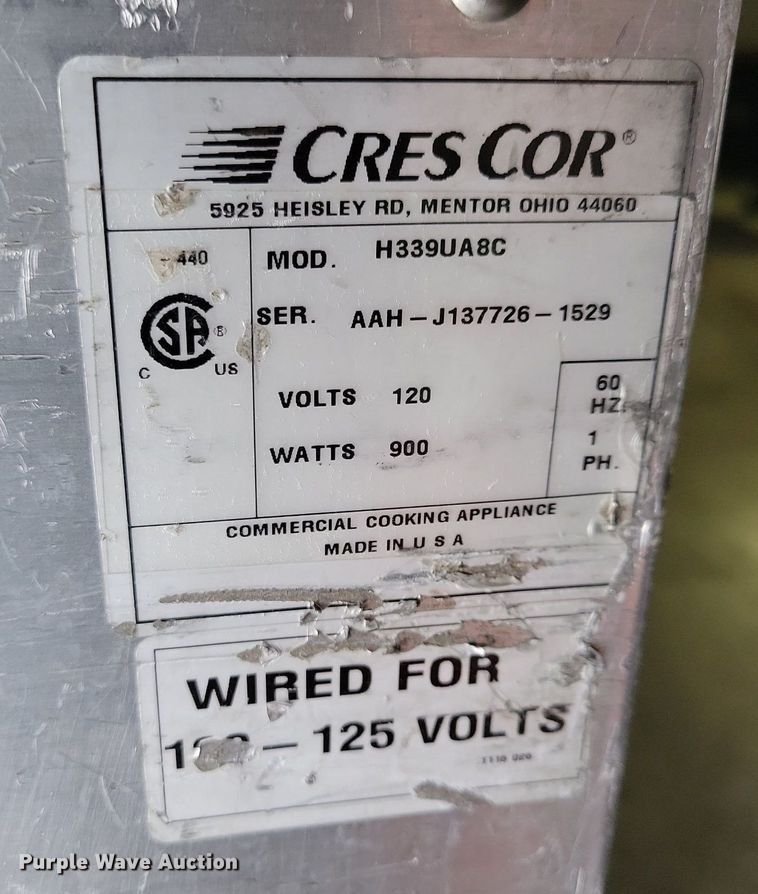 CRES COR®
5925 HEISLEY RD, MENTOR OHIO 44060
440
MOD. H339UA8C
SA ®
C US
SER. AAH-J137726-1529
VOLTS 120
60 HZ.
WATTS 900
1 PH.
COMMERCIAL COOKING APPLIANCE
MADE IN U S A
WIRED FOR
– 125 VOLTS
Purple Wave Auction